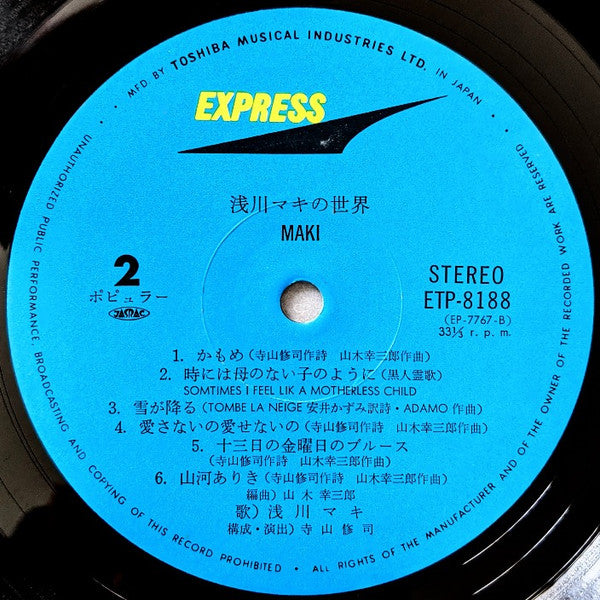 MFD. BY TOSHIBA MUSICAL INDUSTRIES LTD. IN JAPAN
EXPRESS
浅川マキの世界
MAKI
2
ポピュラー
JASRAC
STEREO
ETP-8188
(EP-7767-B)
33⅓ r. p. m.
1. かもめ(寺山修司作詩 山木幸三郎作曲)
2. 時には母のない子のように(黒人霊歌)
SOMTIMES I FEEL LIK A MOTHERLESS CHILD
3. 雪が降る(TOMBE LA NEIGE 安井かずみ訳詩・ADAMO 作曲)
4. 愛さないの愛せないの(寺山修司作詩 山木幸三郎作曲)
5. 十三日の金曜日のブルース
(寺山修司作詩 山木幸三郎作曲)
6. 山河ありき(寺山修司作詩 山木幸三郎作曲)
編曲) 山木幸三郎
歌) 浅川マキ
構成・演出) 寺山修司
UNAUTHORIZED PUBLIC PERFORMANCE, BROADCASTING AND COPYING OF THIS RECORD PROHIBITED • ALL RIGHTS OF THE MANUFACTURER AND OF THE OWNER OF THE RECORDED WORK ARE RESERVED